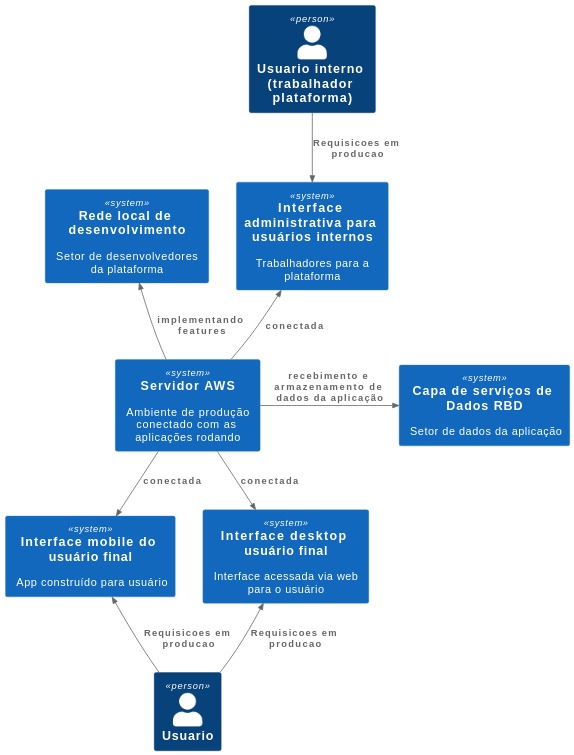 «person»
Usuario interno
(trabalhador
plataforma)
Requisicoes em
producao
«system»
Rede local de
desenvolvimento
Setor de desenvolvedores
da plataforma
«system»
Interface
administrativa para
usuários internos
Trabalhadores para a
plataforma
implementando
features
conectada
«system»
Servidor AWS
Ambiente de produção
conectado com as
aplicações rodando
recebimento e
armazenamento de
dados da aplicação
«system»
Capa de serviços de
Dados RBD
Setor de dados da aplicação
conectada
conectada
«system»
Interface mobile do
usuário final
App construído para usuário
«system»
Interface desktop
usuário final
Interface acessada via web
para o usuário
Requisicoes em
producao
Requisicoes em
producao
«person»
Usuario